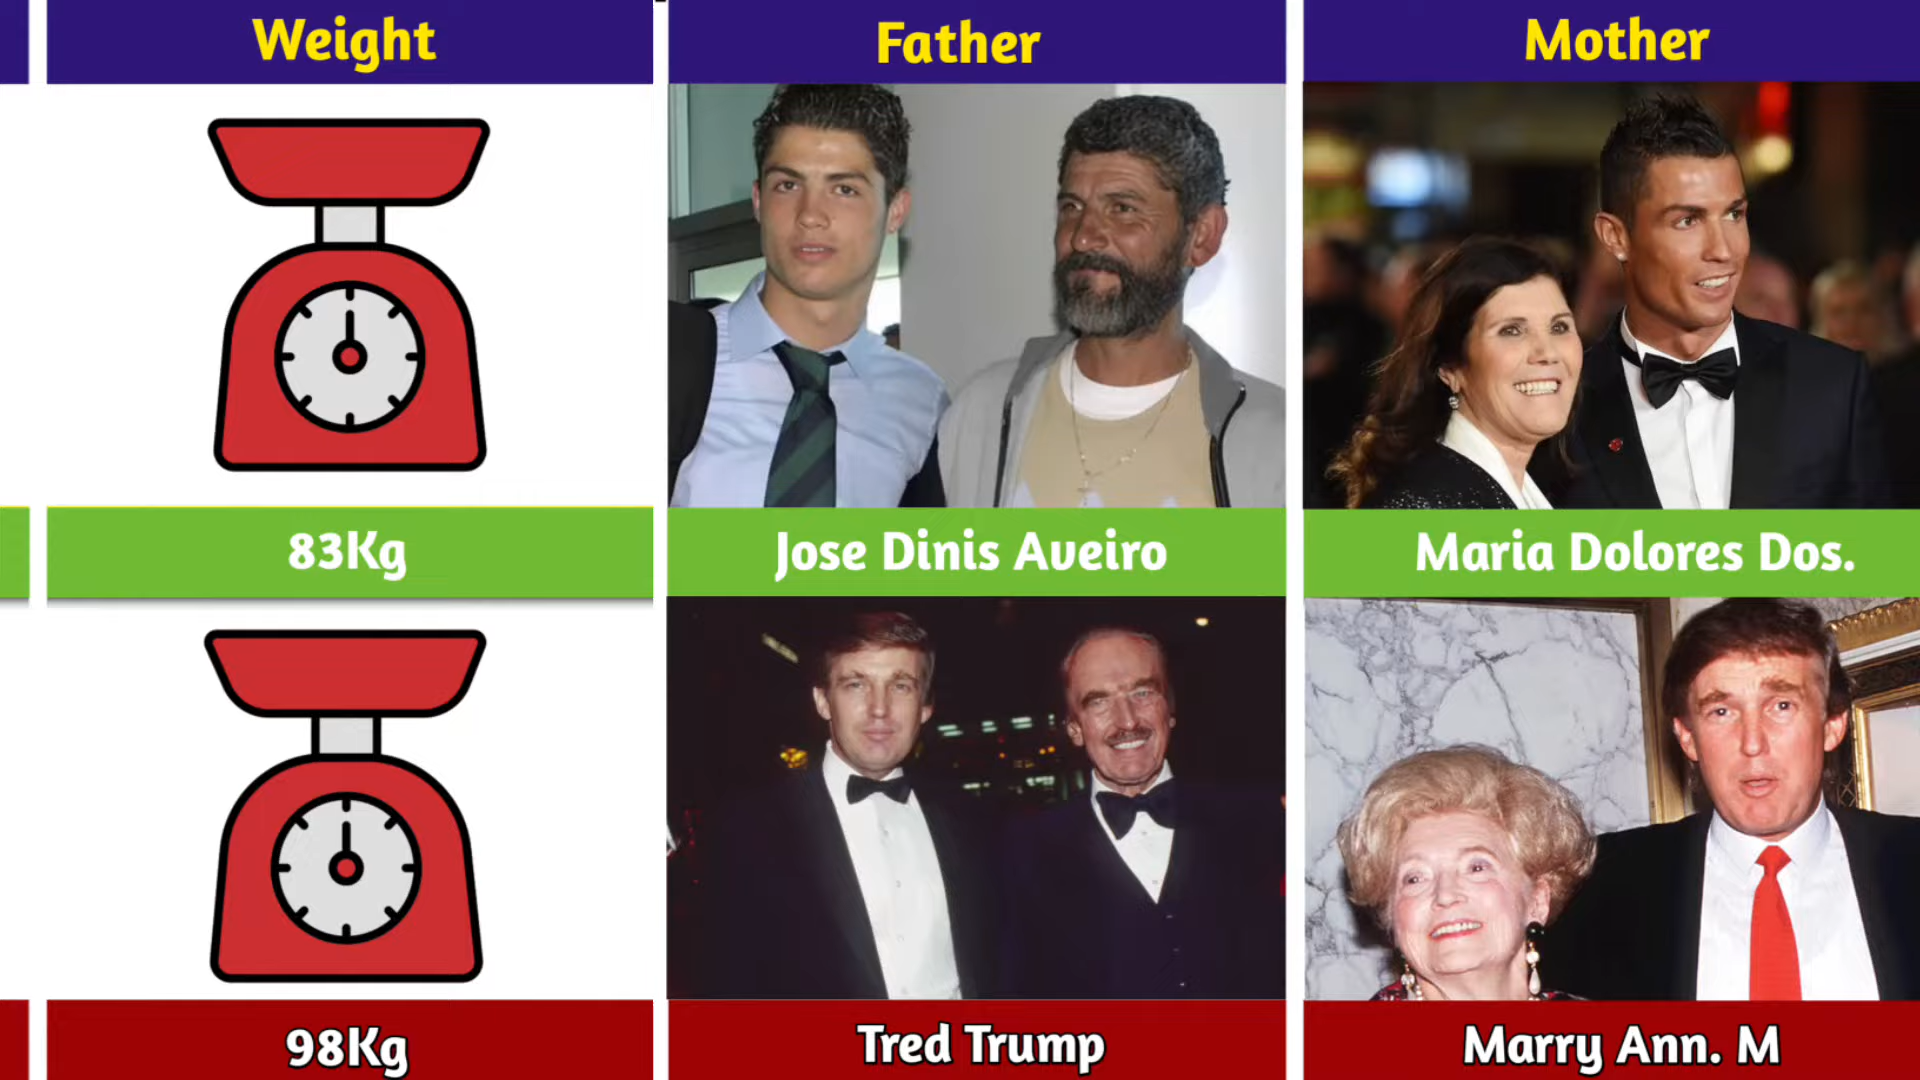 Weight
Father
Mother
83Kg
Jose Dinis Aveiro
Maria Dolores Dos.
98Kg
Tred Trump
Marry Ann. M